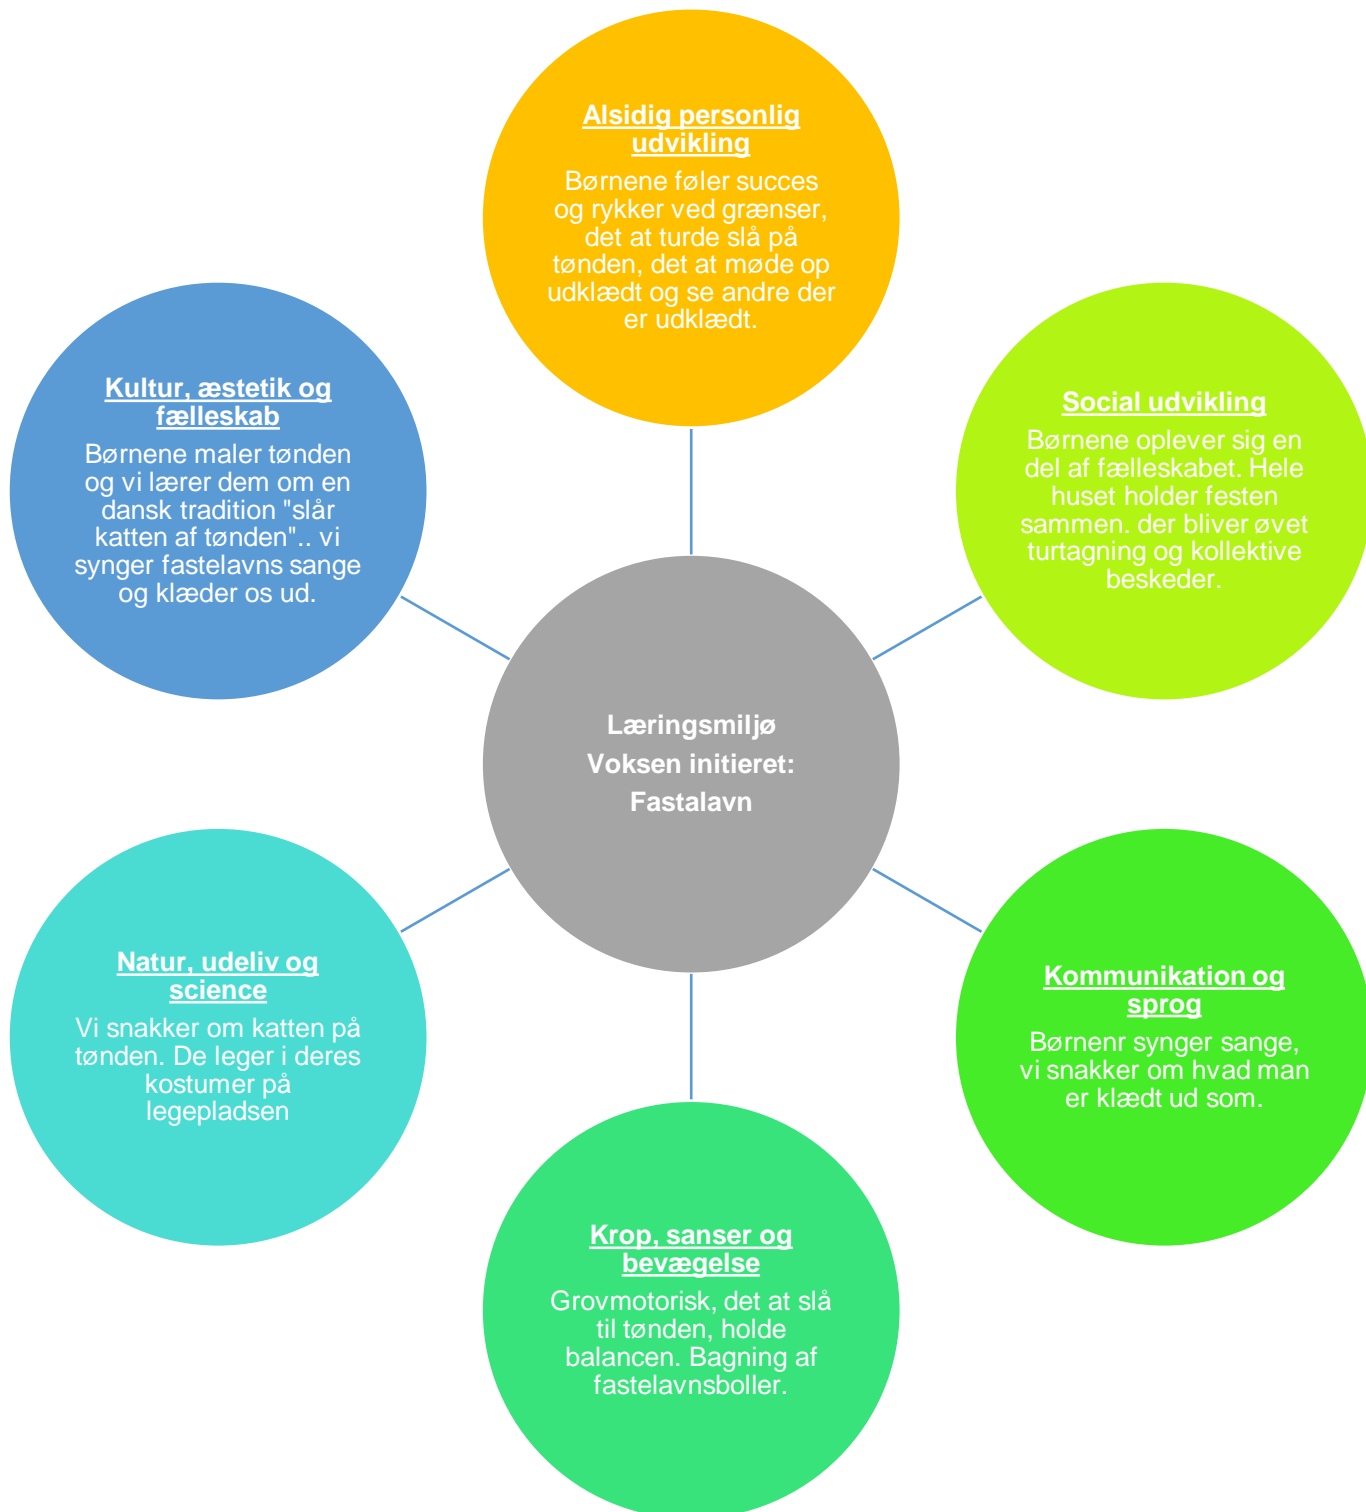 Alsidig personlig
udvikling
Børnene føler succes
og rykker ved grænser,
det at turde slå på
tønden, det at møde op
udklædt og se andre der
er udklædt.
Social udvikling
Børnene oplever sig en
del af fælleskabet. Hele
huset holder festen
sammen. der bliver øvet
turtagning og kollektive
beskeder.
Kommunikation og
sprog
Børnenr synger sange,
vi snakker om hvad man
er klædt ud som.
Krop, sanser og
bevægelse
Grovmotorisk, det at slå
til tønden, holde
balancen. Bagning af
fastelavnsboller.
Natur, udeliv og
science
Vi snakker om katten på
tønden. De leger i deres
kostumer på
legepladsen
Kultur, æstetik og
fælleskab
Børnene maler tønden
og vi lærer dem om en
dansk tradition "slår
katten af tønden".. vi
synger fastelavns sange
og klæder os ud.
Læringsmiljø
Voksen initieret:
Fastalavn